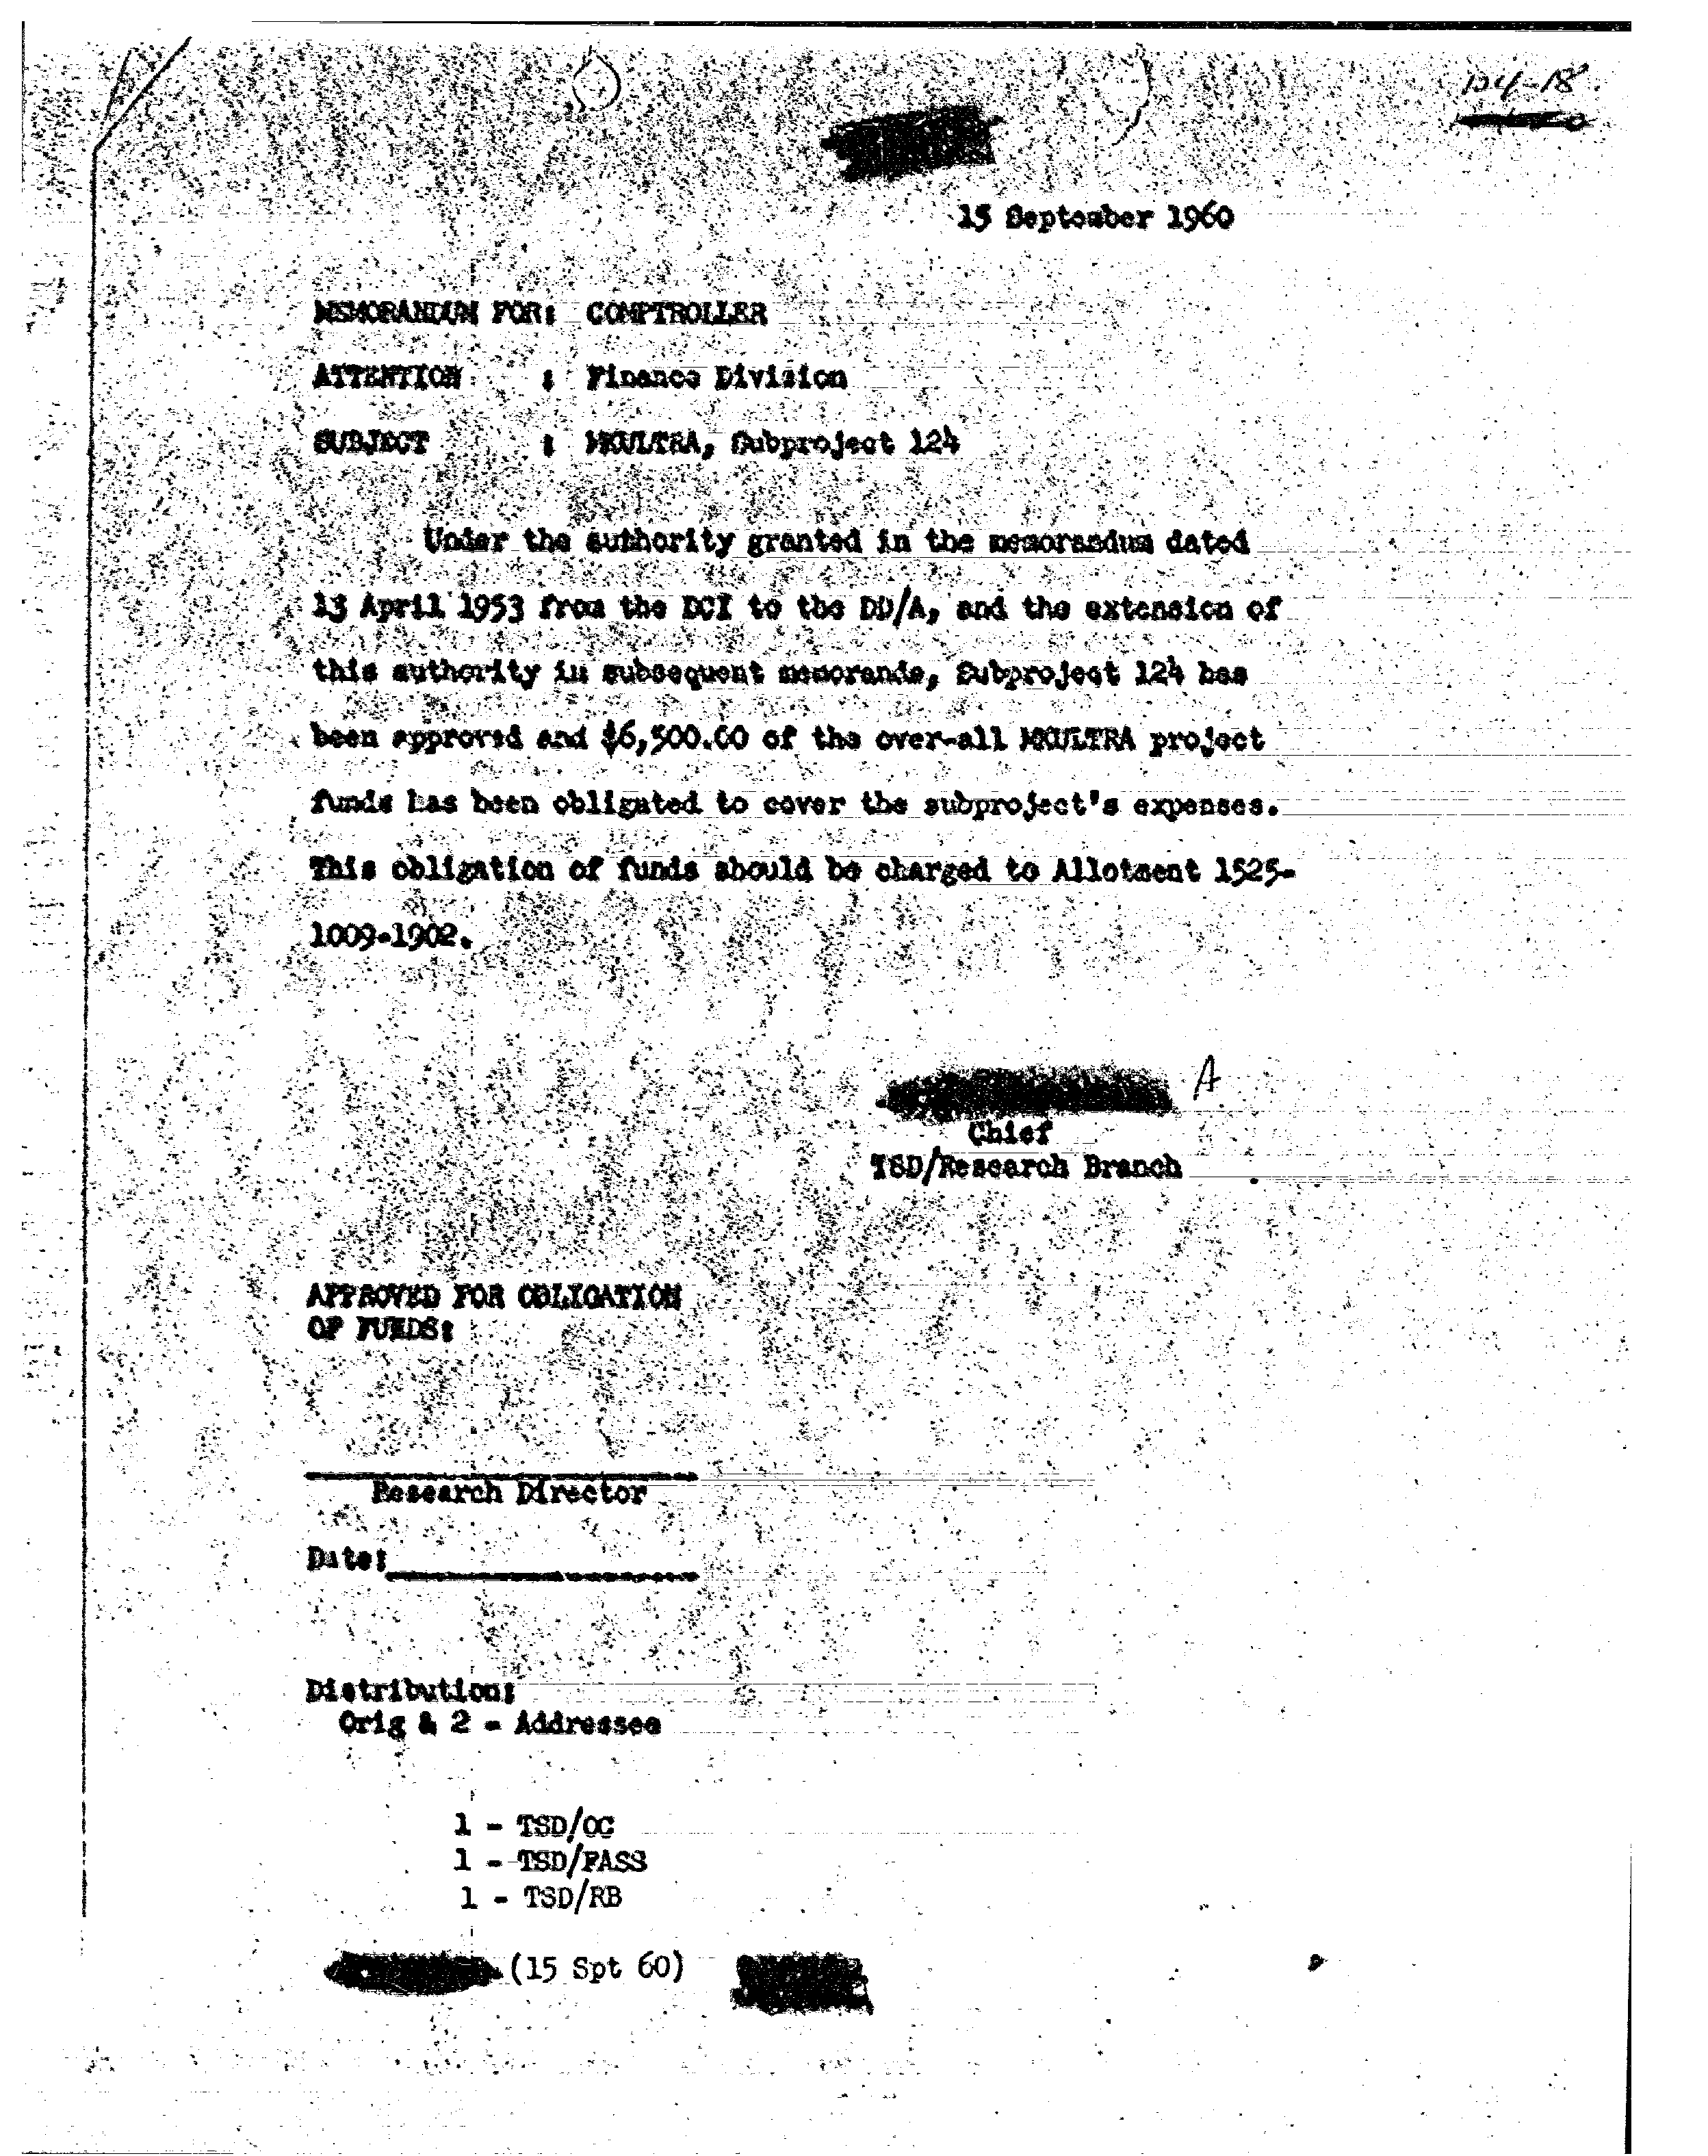 124-18
15 September 1960
MEMORANDUM FOR: COMPTROLLER
ATTENTION : Finance Division
SUBJECT : MKULTRA, Subproject 124
Under the authority granted in the memorandum dated
13 April 1953 from the DCI to the DD/A, and the extension of
this authority in subsequent memoranda, Subproject 124 has
been approved and $6,500.00 of the over-all MKULTRA project
funds has been obligated to cover the subproject's expenses.
This obligation of funds should be charged to Allotment 1525-
1009-1902.
A
Chief
TSD/Research Branch
APPROVED FOR OBLIGATION
OF FUNDS:
Research Director
Date:
Distribution:
Orig & 2 - Addressee
1 - TSD/OC
1 - TSD/FASS
1 - TSD/RB
(15 Spt 60)